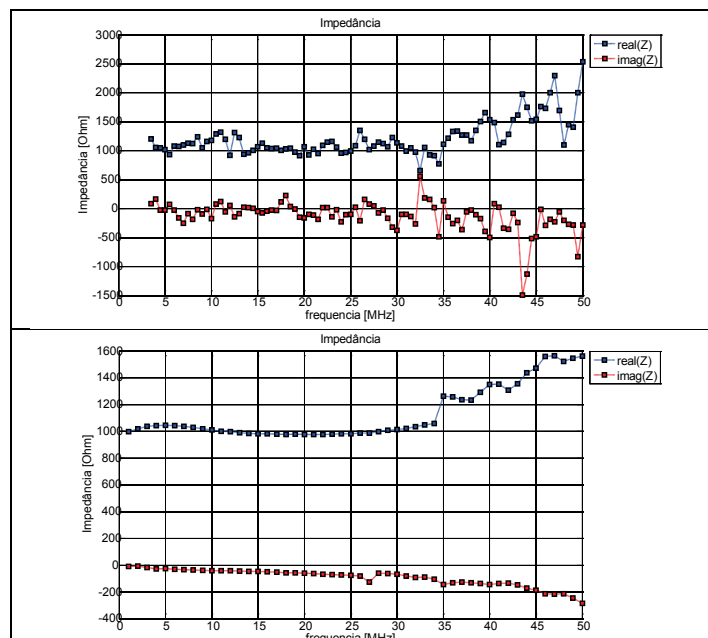 Impedância
3000
2500
2000
1500
1000
500
0
-500
-1000
-1500
Impedância [Ohm]
0 5 10 15 20 25 30 35 40 45 50
frequencia [MHz]
real(Z)
imag(Z)
Impedância
1600
1400
1200
1000
800
600
400
200
0
-200
-400
Impedância [Ohm]
0 5 10 15 20 25 30 35 40 45 50
frequencia [MHz]
real(Z)
imag(Z)